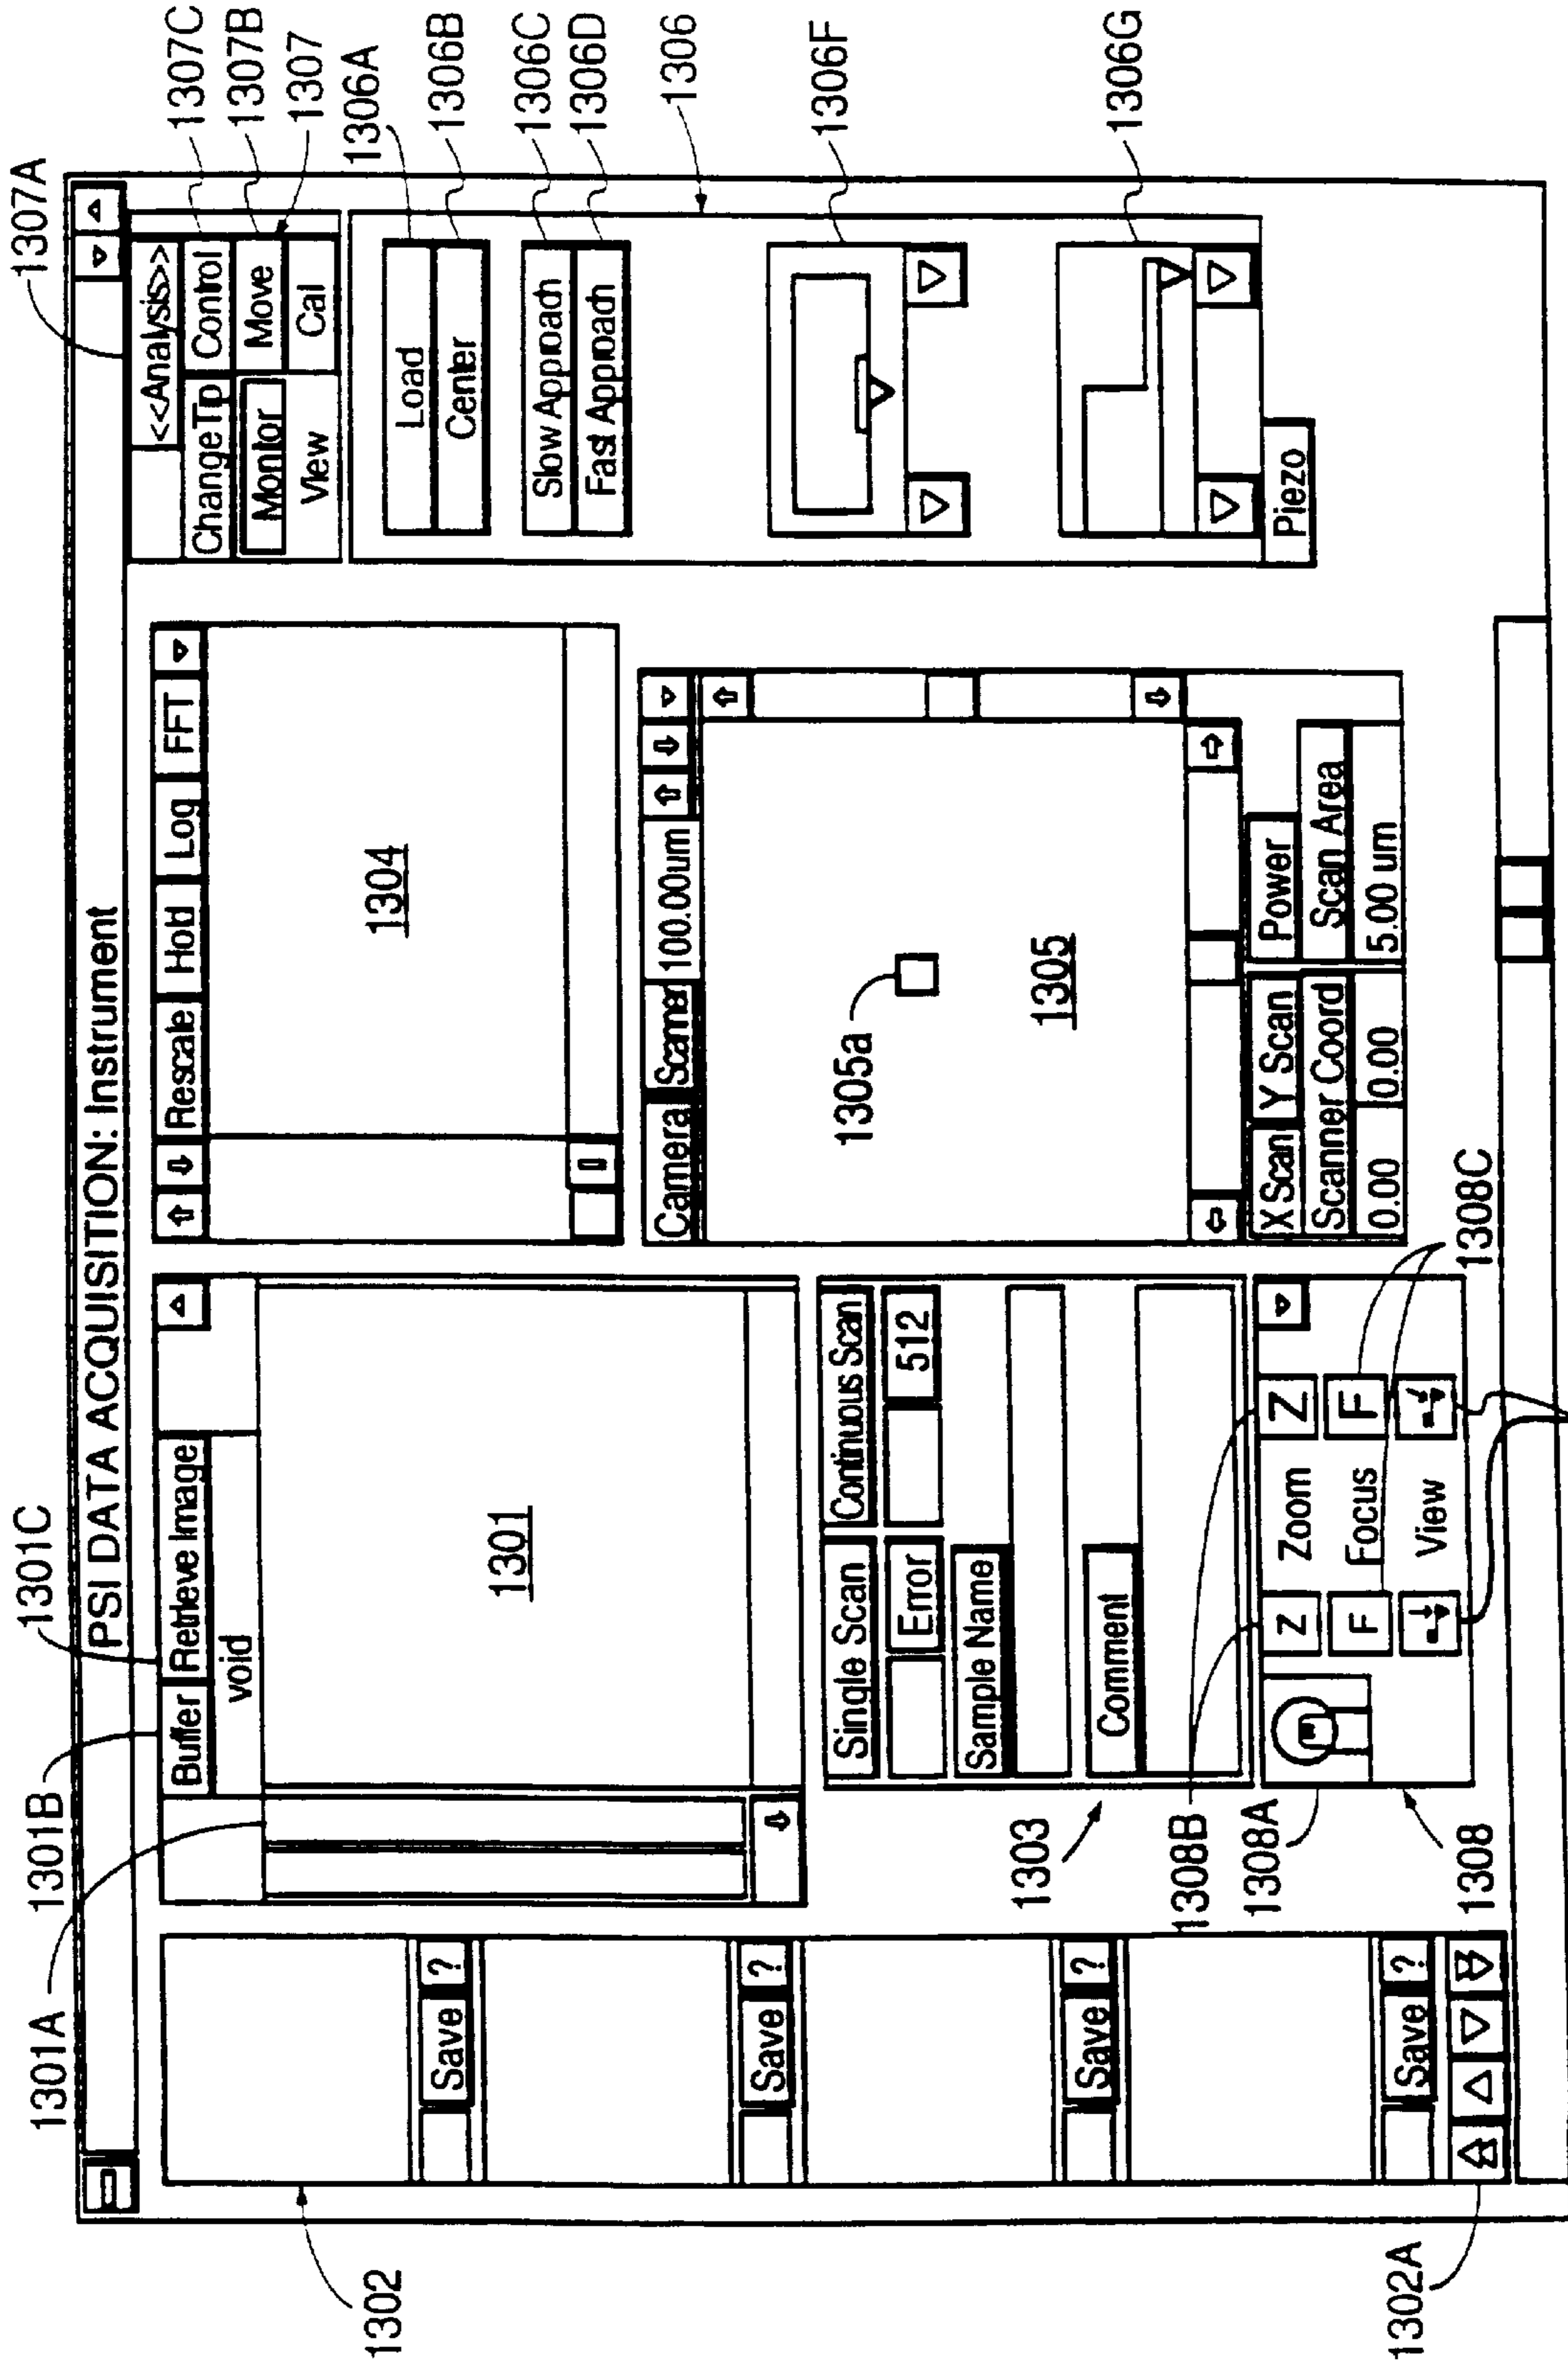 1307A
1301C
1301B
1301A
PSI DATA ACQUISITION: Instrument
1307C
1307B
1307
1306A
1306B
1306C
1306D
1306
1306F
1306G
<<Analysis>>
Change Tip Control
Monitor Move
View Cal
Load
Center
Slow Approach
Fast Approach
Piezo
Rescale Hold Log FFT
1304
Camera Scanner 100.00um
1305a
1305
X Scan Y Scan Power
Scanner Coord Scan Area
0.00 0.00 5.00 um
Buffer Retrieve Image
void
1301
Single Scan Continuous Scan
Error 512
Sample Name
Comment
1303
Z Zoom Z
F Focus F
View
1308B
1308A
1308
1308C
Save ?
Save ?
Save ?
Save ?
1302
1302A